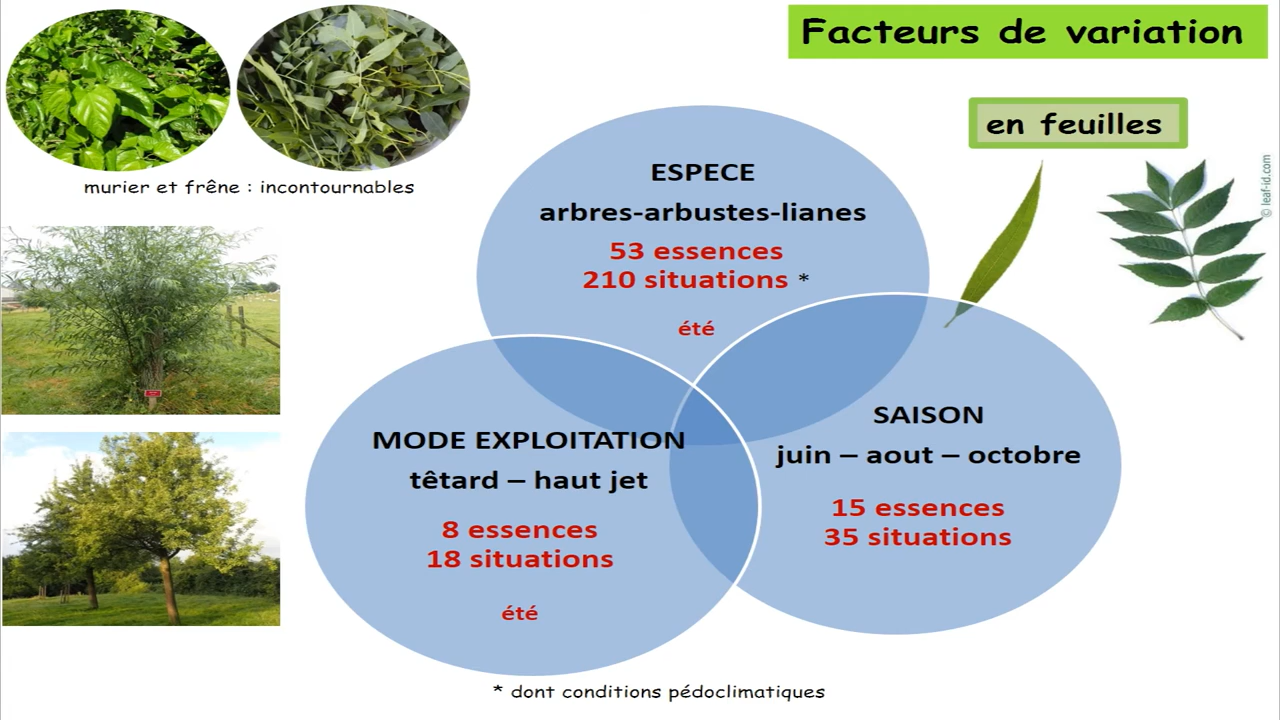 Facteurs de variation
en feuilles
murier et frêne : incontournables
© leaf-id.com
ESPECE
arbres-arbustes-lianes
53 essences
210 situations *
été
MODE EXPLOITATION
têtard – haut jet
8 essences
18 situations
été
SAISON
juin – aout – octobre
15 essences
35 situations
* dont conditions pédoclimatiques